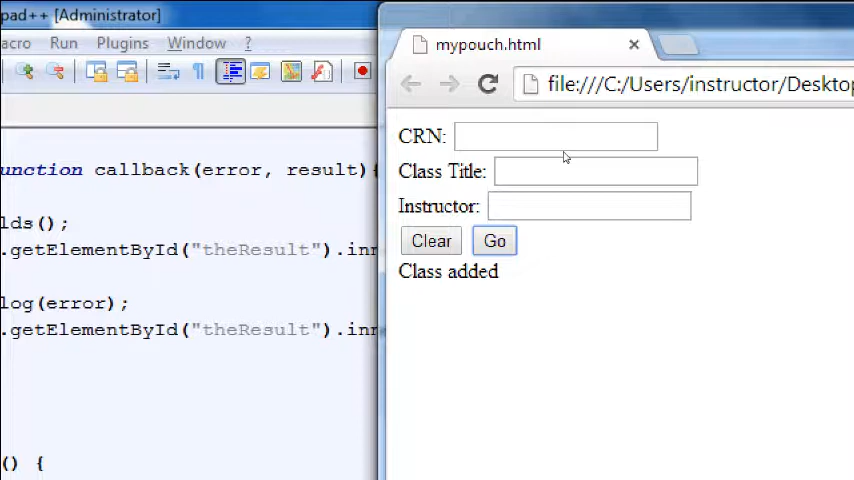 pad++ [Administrator]
acro Run Plugins Window ?
unction callback(error, result){
lds();
.getElementById("theResult").inn
log(error);
.getElementById("theResult").inn
() {
mypouch.html
file:///C:/Users/instructor/Desktop
CRN:
Class Title:
Instructor:
Clear Go
Class added